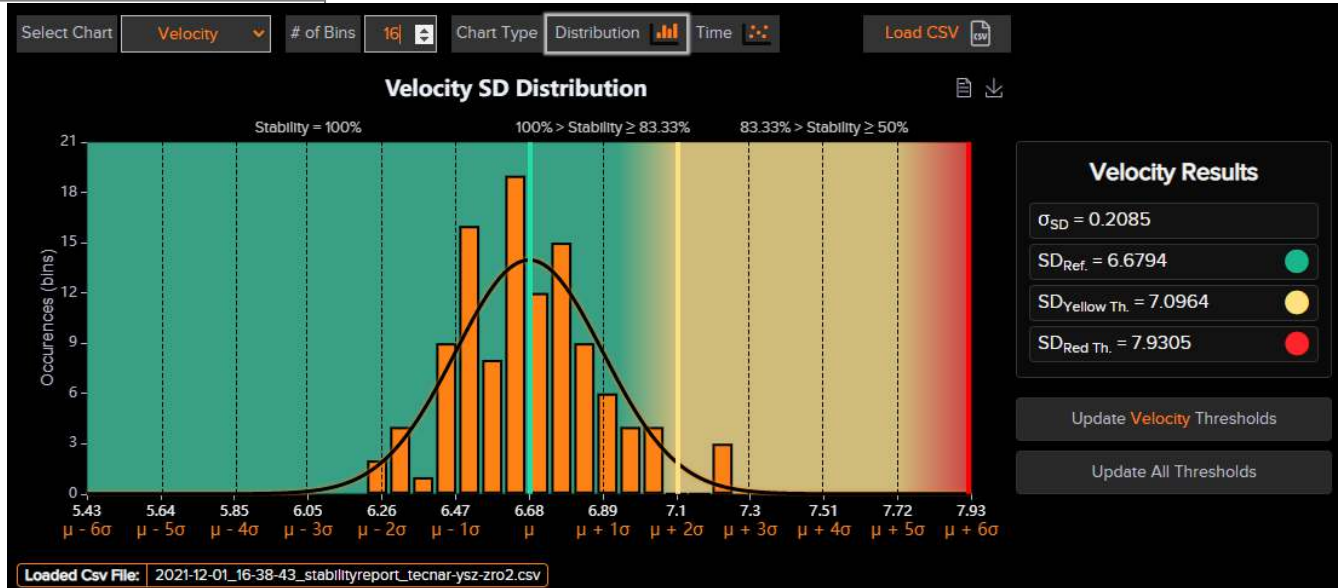 Select Chart Velocity # of Bins 16 Chart Type Distribution Time Load CSV CSV
Velocity SD Distribution
Stability = 100% 100% > Stability ≥ 83.33% 83.33% > Stability ≥ 50%
Occurences (bins)
21
18
15
12
9
6
3
0
5.43 5.64 5.85 6.05 6.26 6.47 6.68 6.89 7.1 7.3 7.51 7.72 7.93
μ - 6σ μ - 5σ μ - 4σ μ - 3σ μ - 2σ μ - 1σ μ μ + 1σ μ + 2σ μ + 3σ μ + 4σ μ + 5σ μ + 6σ
Velocity Results
σSD = 0.2085
SDRef. = 6.6794
SDYellow Th. = 7.0964
SDRed Th. = 7.9305
Update Velocity Thresholds
Update All Thresholds
Loaded Csv File: 2021-12-01_16-38-43_stabilityreport_tecnar-ysz-zro2.csv